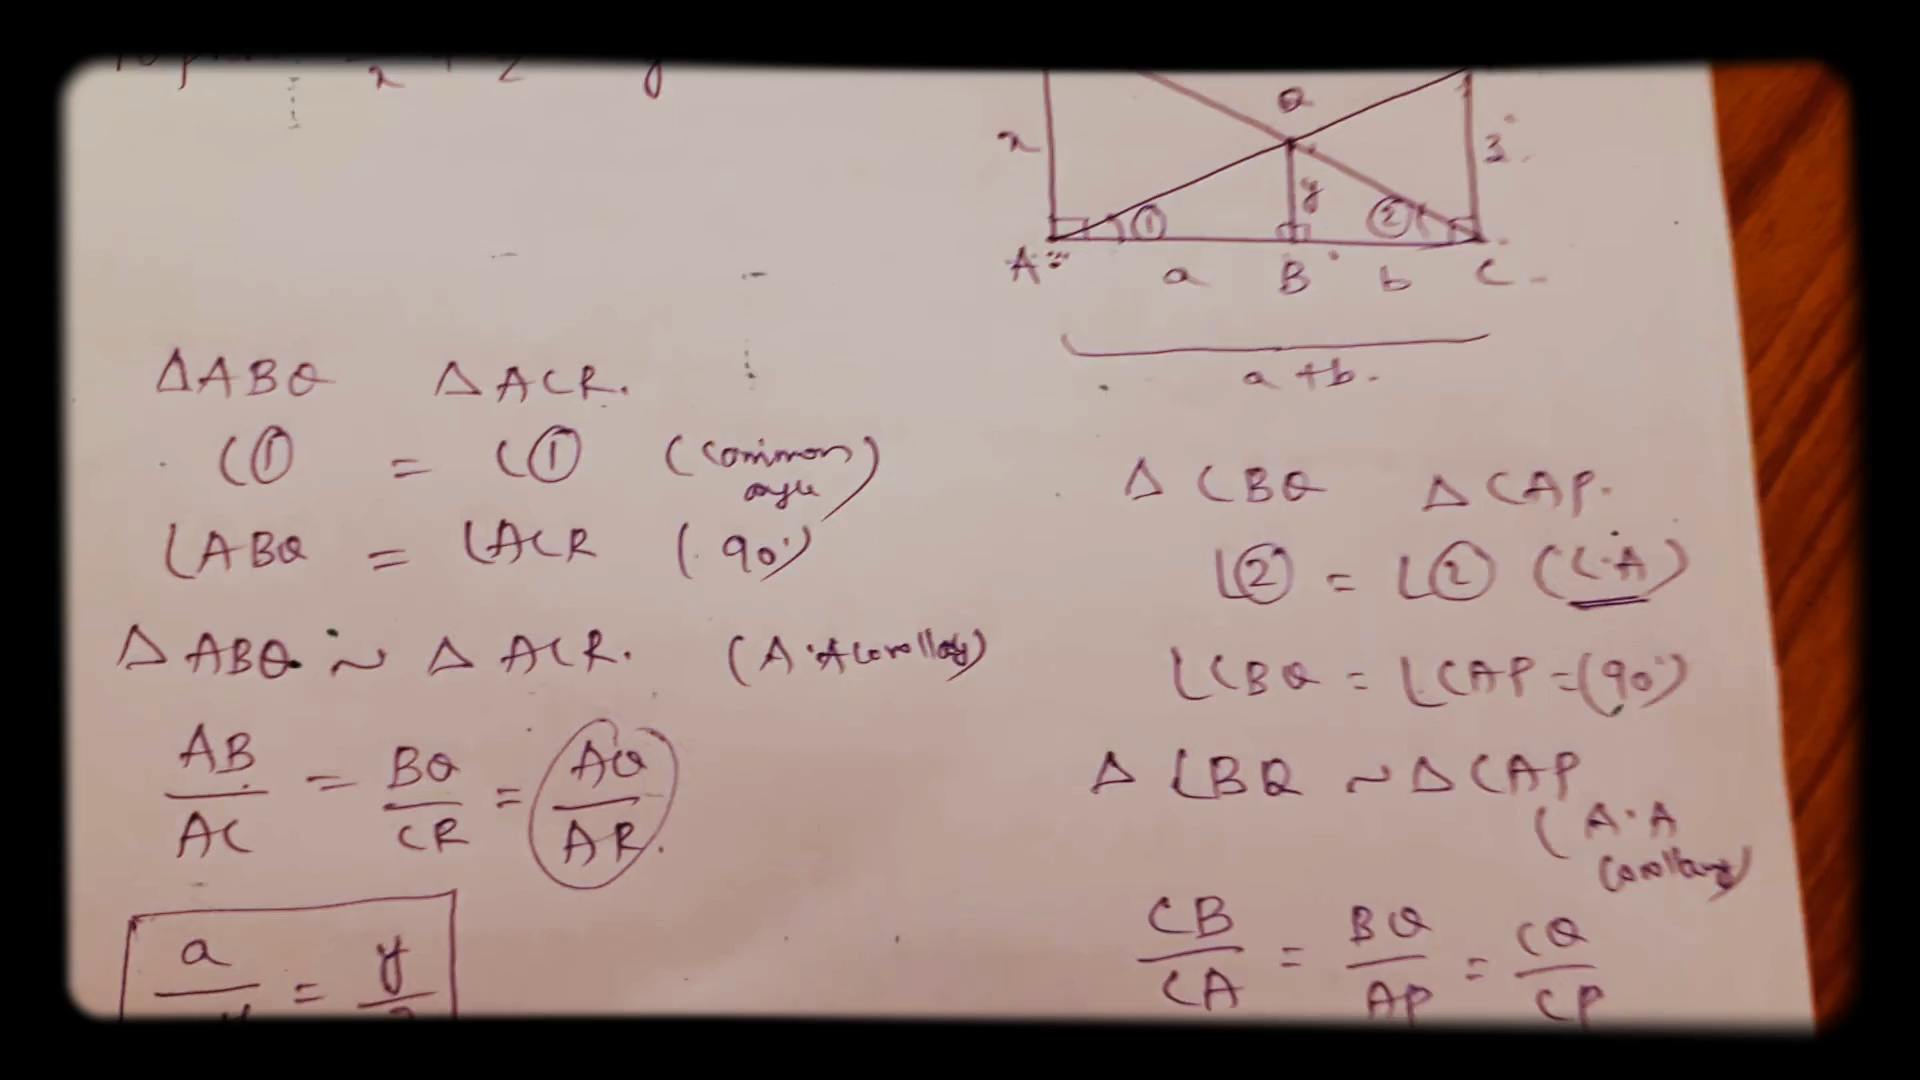 x
Q
3
y
① ②
A a B b C
a + b.
ΔABQ ΔACR.
∠① = ∠① (Common angle)
∠ABQ = ∠ACR (90°)
ΔABQ ~ ΔACR. (A·A Corollary)
AB/AC = BQ/CR = AQ/AR.
a = y
ΔCBQ ΔCAP.
∠② = ∠② (C·A)
∠CBQ = ∠CAP = (90°)
ΔCBQ ~ ΔCAP
(A·A
Corollary)
CB/CA = BQ/AP = CQ/CP